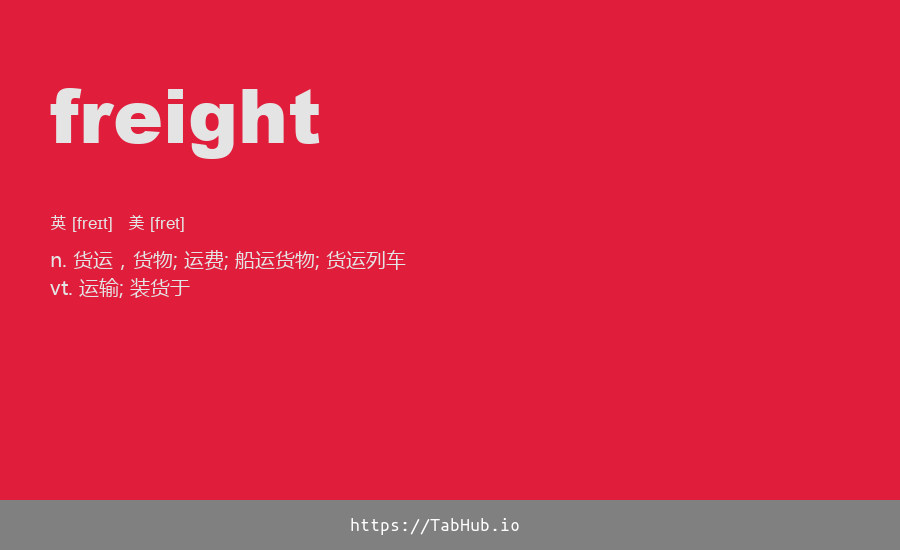 freight
英 [freɪt] 美 [fret]
n. 货运，货物; 运费; 船运货物; 货运列车
vt. 运输; 装货于
https://TabHub.io